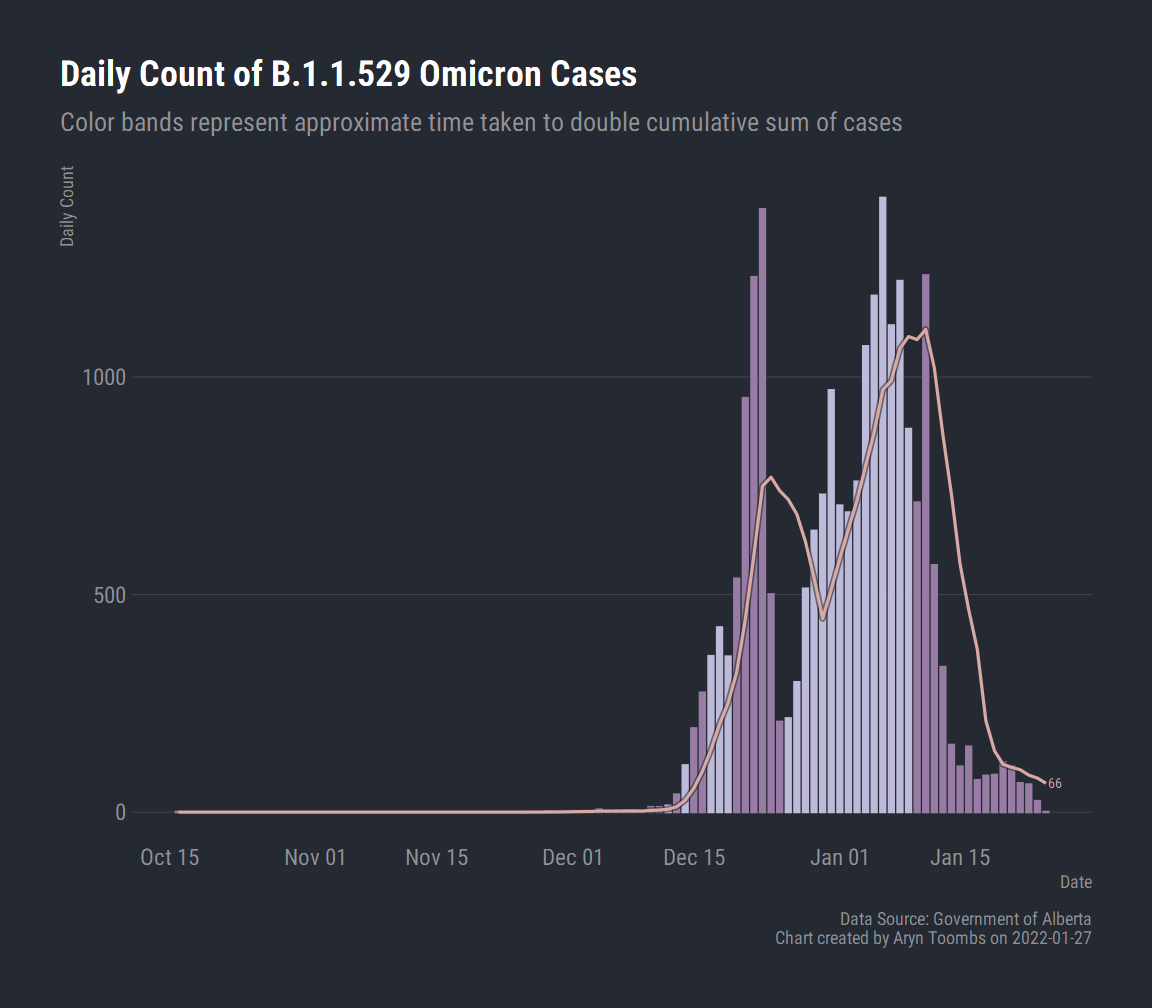 Daily Count of B.1.1.529 Omicron Cases
Color bands represent approximate time taken to double cumulative sum of cases
Daily Count
1000
500
0
66
Oct 15 Nov 01 Nov 15 Dec 01 Dec 15 Jan 01 Jan 15
Date
Data Source: Government of Alberta
Chart created by Aryn Toombs on 2022-01-27